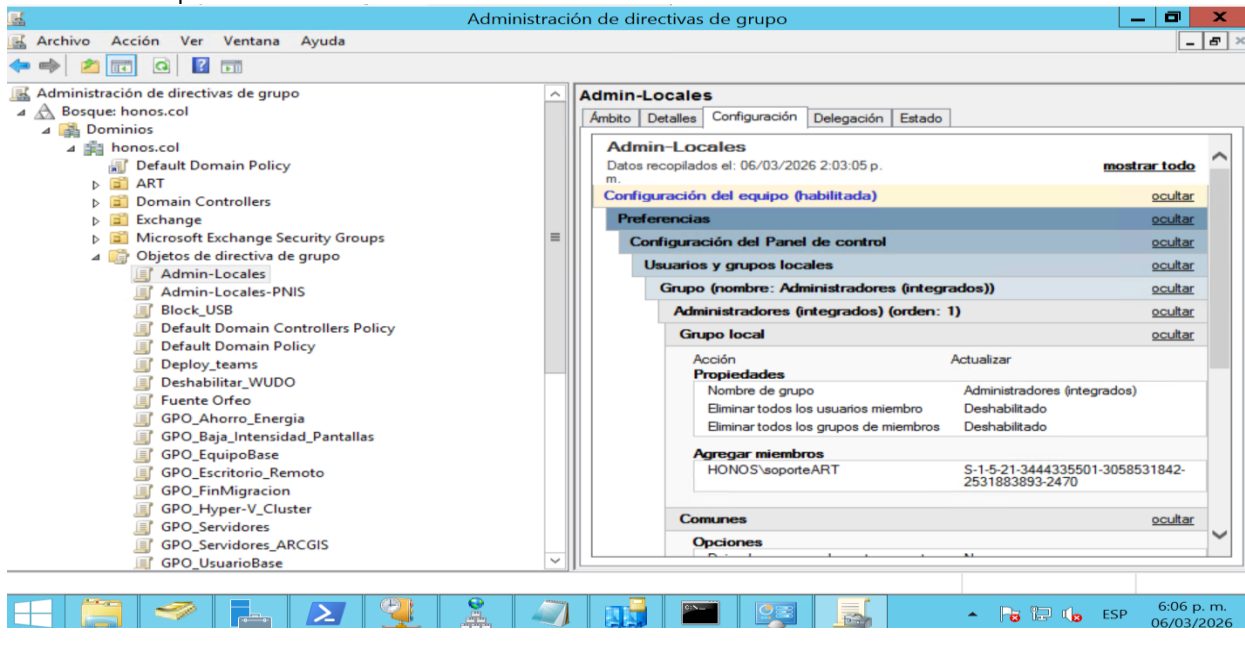 Administración de directivas de grupo
Archivo Acción Ver Ventana Ayuda
Administración de directivas de grupo
Bosque: honos.col
Dominios
honos.col
Default Domain Policy
ART
Domain Controllers
Exchange
Microsoft Exchange Security Groups
Objetos de directiva de grupo
Admin-Locales
Admin-Locales-PNIS
Block_USB
Default Domain Controllers Policy
Default Domain Policy
Deploy_teams
Deshabilitar_WUDO
Fuente Orfeo
GPO_Ahorro_Energia
GPO_Baja_Intensidad_Pantallas
GPO_EquipoBase
GPO_Escritorio_Remoto
GPO_FinMigracion
GPO_Hyper-V_Cluster
GPO_Servidores
GPO_Servidores_ARCGIS
GPO_UsuarioBase
Admin-Locales
Ámbito Detalles Configuración Delegación Estado
Admin-Locales
Datos recopilados el: 06/03/2026 2:03:05 p. mostrar todo
m.
Configuración del equipo (habilitada) ocultar
Preferencias ocultar
Configuración del Panel de control ocultar
Usuarios y grupos locales ocultar
Grupo (nombre: Administradores (integrados)) ocultar
Administradores (integrados) (orden: 1) ocultar
Grupo local ocultar
Acción Actualizar
Propiedades
Nombre de grupo Administradores (integrados)
Eliminar todos los usuarios miembro Deshabilitado
Eliminar todos los grupos de miembros Deshabilitado
Agregar miembros
HONOS\soporteART S-1-5-21-3444335501-3058531842-
2531883893-2470
Comunes ocultar
Opciones
ESP 6:06 p. m.
06/03/2026